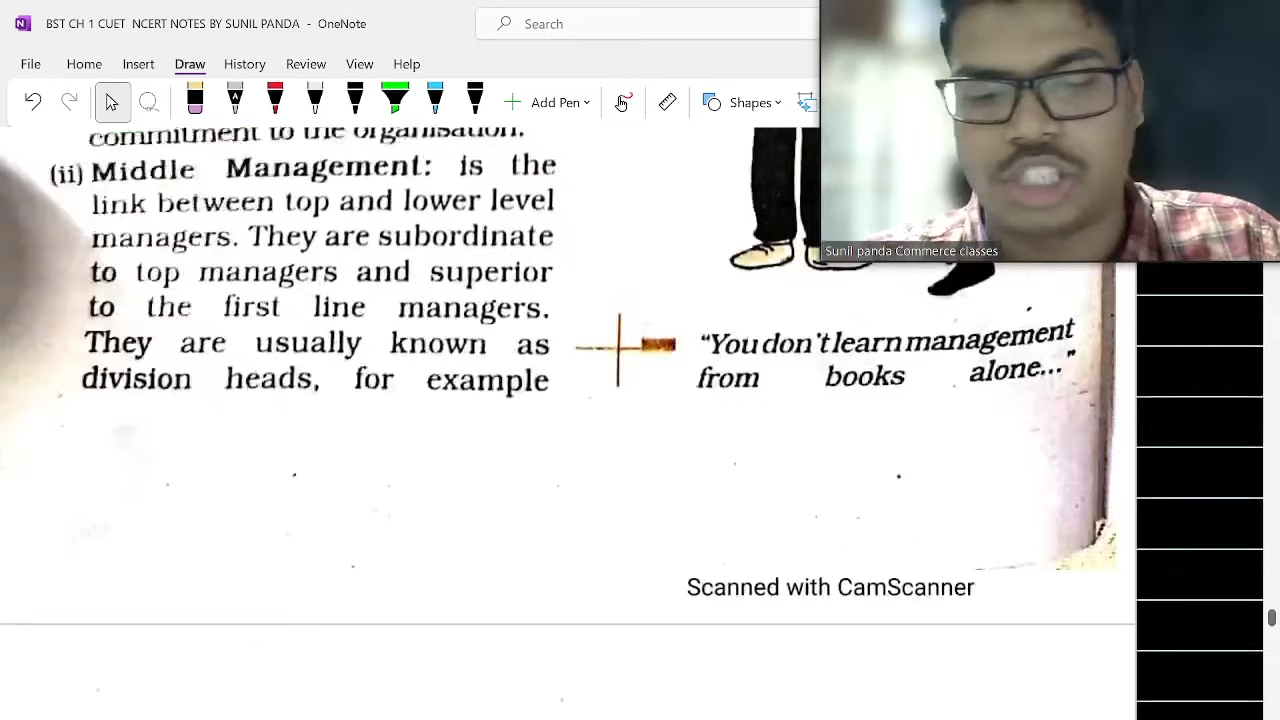 BST CH 1 CUET NCERT NOTES BY SUNIL PANDA - OneNote
Search
File Home Insert Draw History Review View Help
Add Pen
Shapes
commitment to the organisation.
(ii) Middle Management: is the
link between top and lower level
managers. They are subordinate
to top managers and superior
to the first line managers.
They are usually known as
division heads, for example
Sunil panda Commerce classes
"You don't learn management
from books alone..."
Scanned with CamScanner